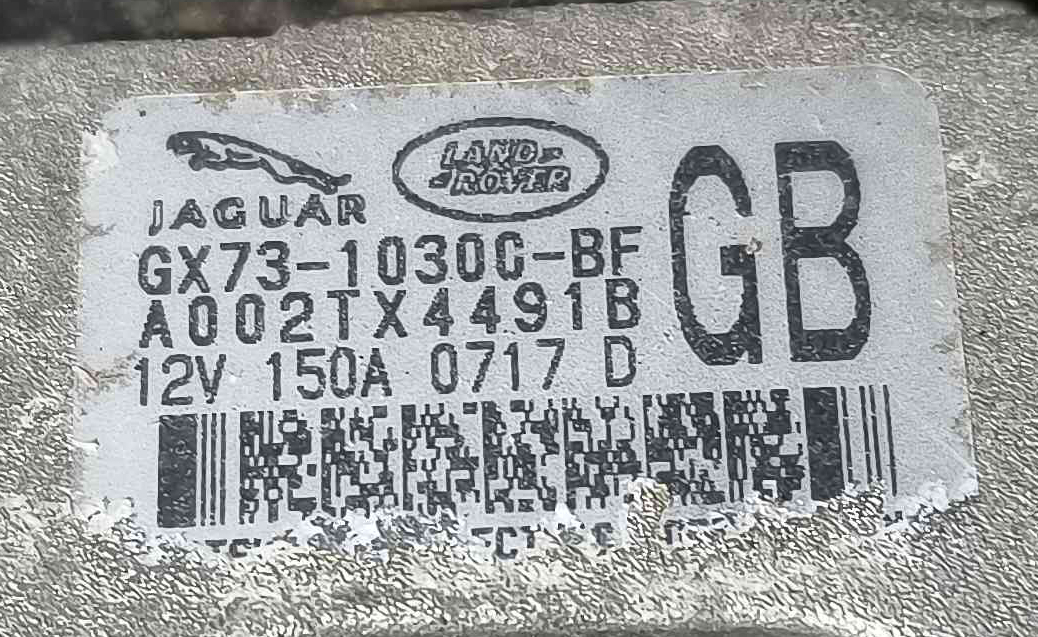 JAGUAR
LAND
ROVER
GX73-10300-BF
A002TX4491B
12V 150A 0717 D
GB